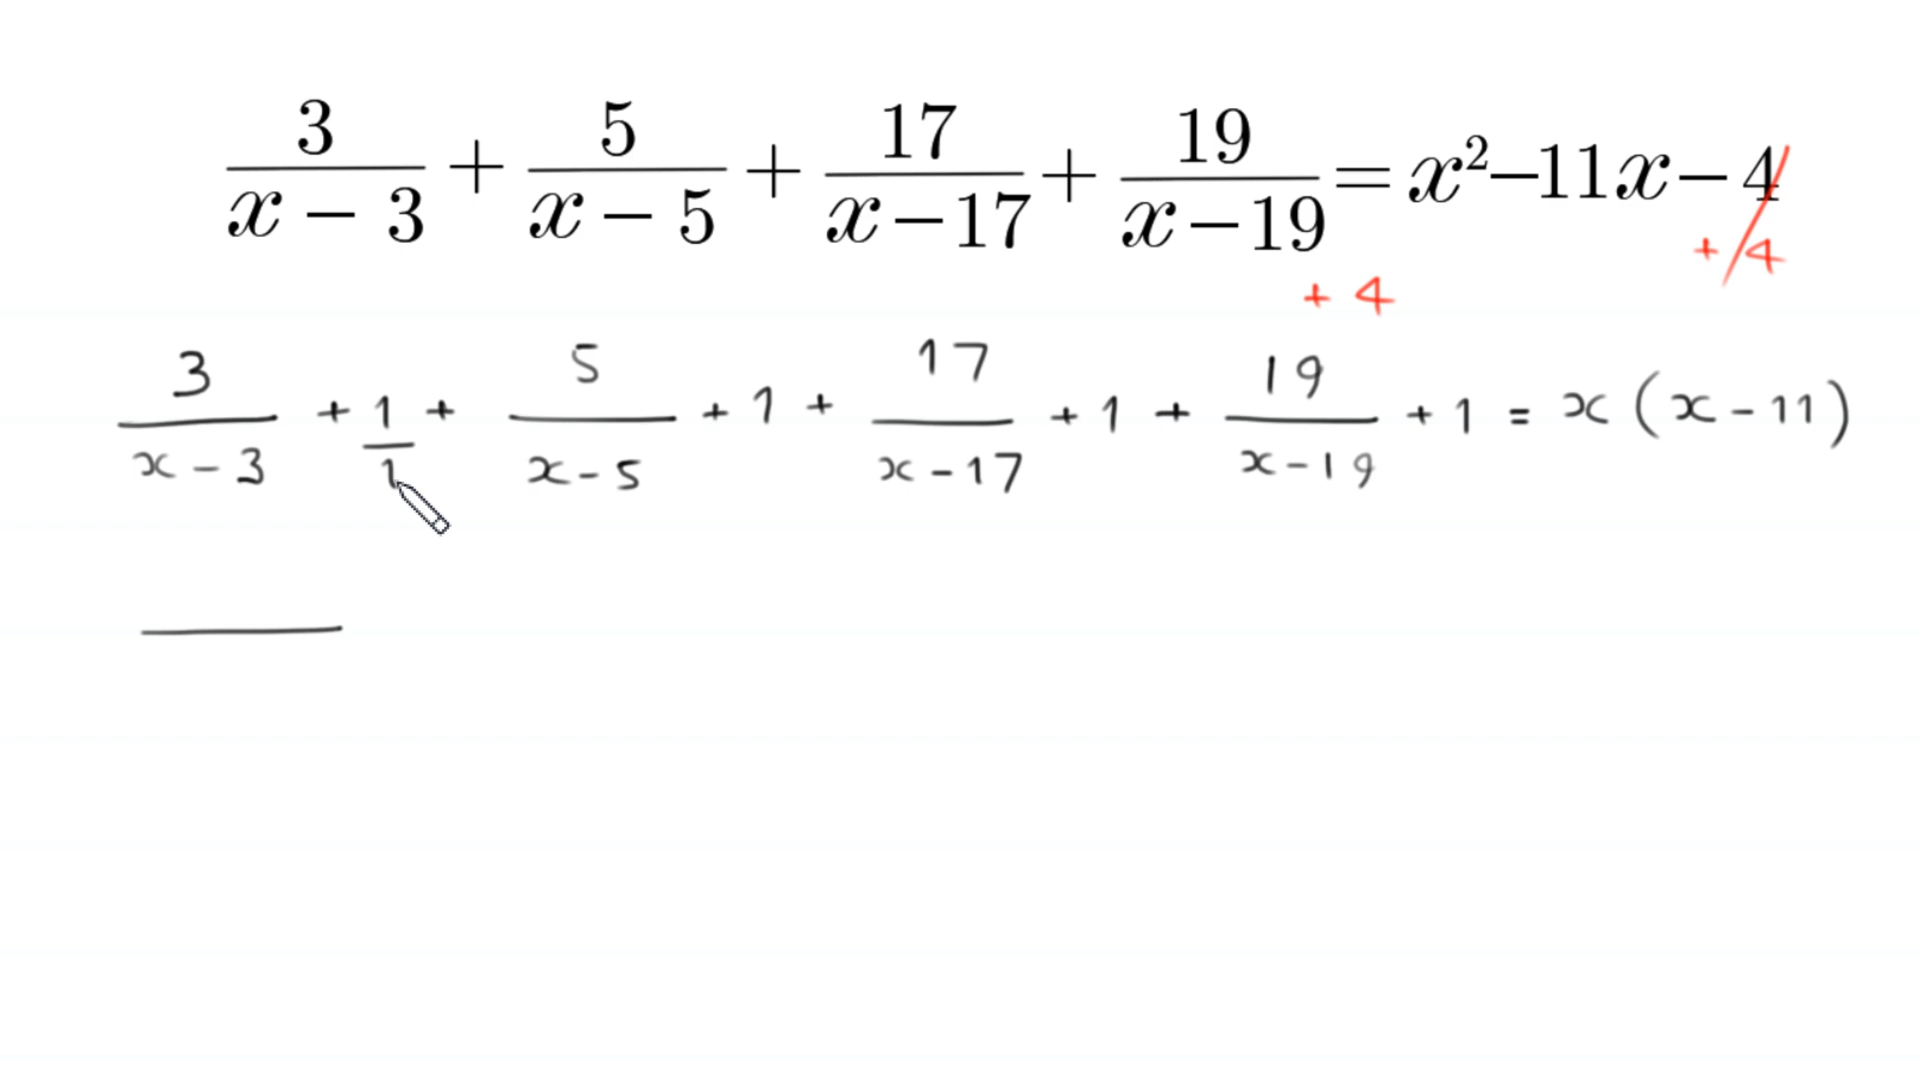 3/(x − 3) + 5/(x − 5) + 17/(x − 17) + 19/(x − 19) = x² − 11x − 4
+ 4 + 4
3/(x − 3) + 1/1 + 5/(x − 5) + 1 + 17/(x − 17) + 1 + 19/(x − 19) + 1 = x(x − 11)